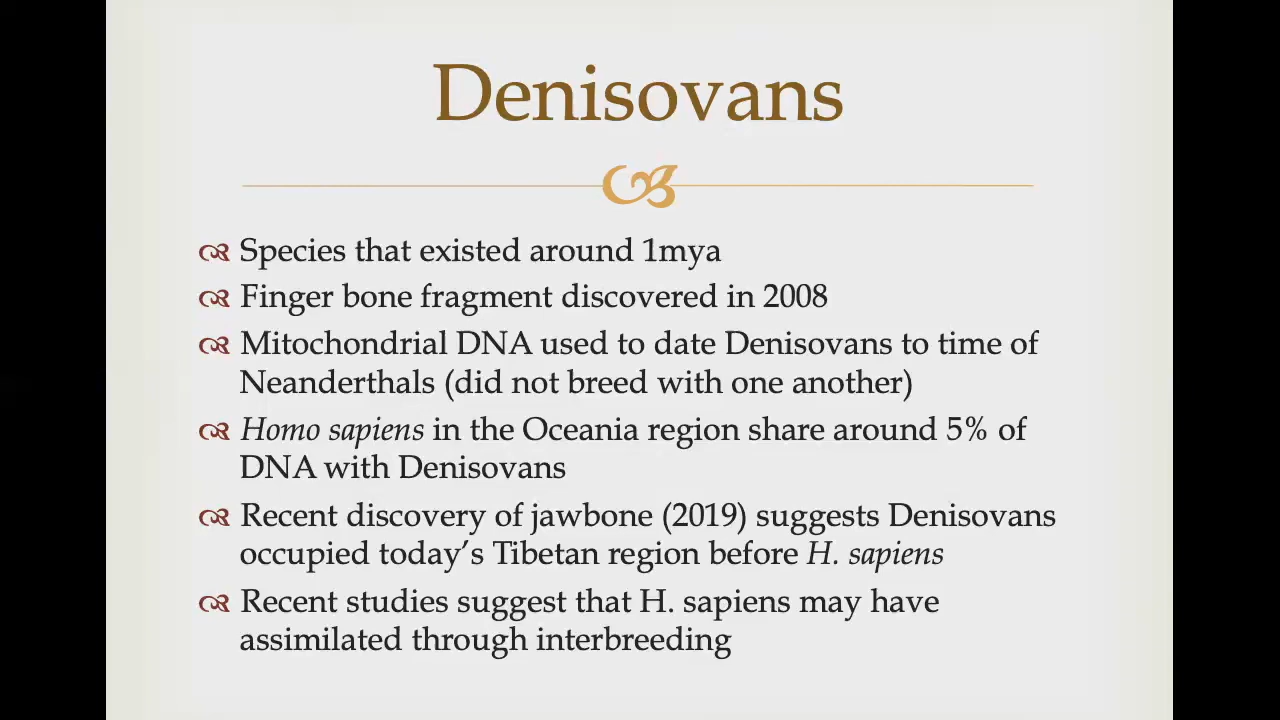 Denisovans
Species that existed around 1mya
Finger bone fragment discovered in 2008
Mitochondrial DNA used to date Denisovans to time of
Neanderthals (did not breed with one another)
Homo sapiens in the Oceania region share around 5% of
DNA with Denisovans
Recent discovery of jawbone (2019) suggests Denisovans
occupied today’s Tibetan region before H. sapiens
Recent studies suggest that H. sapiens may have
assimilated through interbreeding